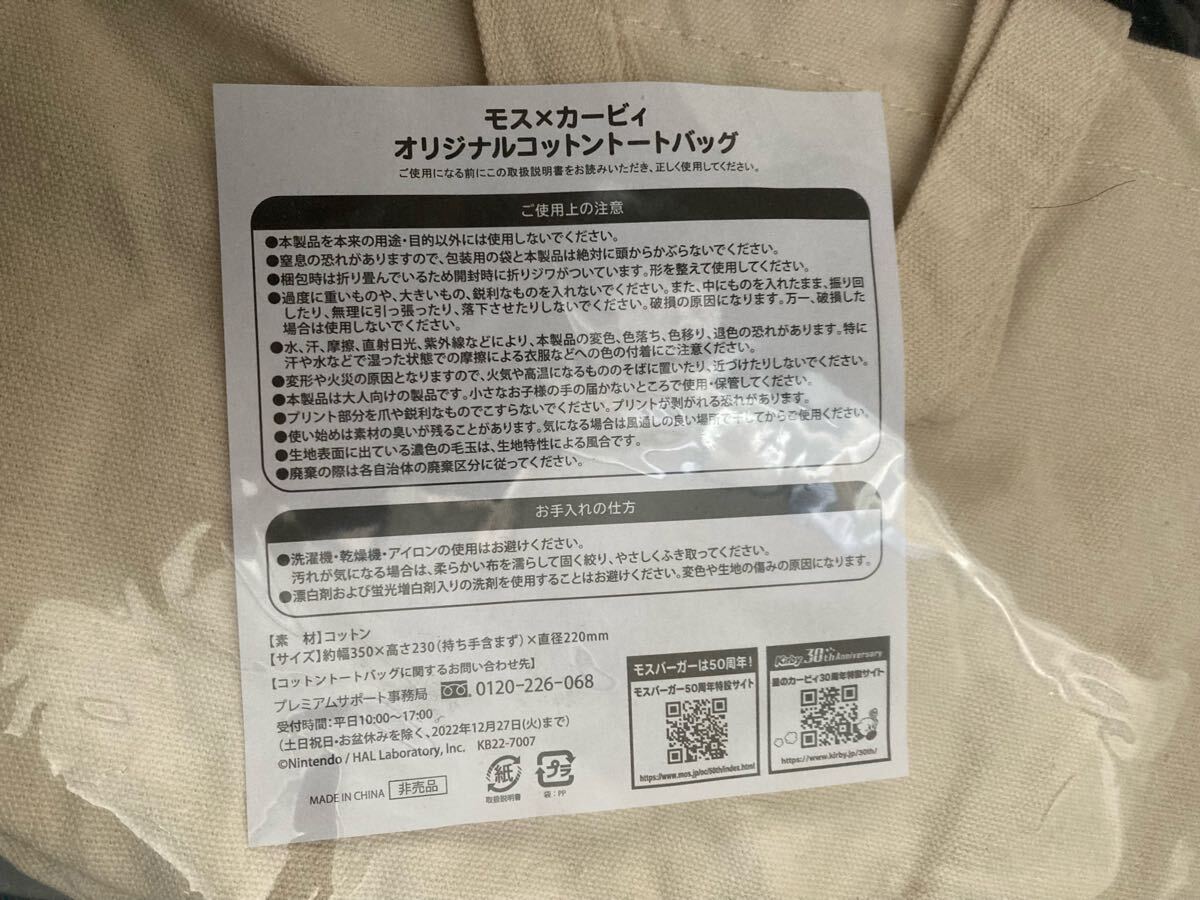 モス×カービィ
オリジナルコットントートバッグ
ご使用になる前にこの取扱説明書をお読みいただき、正しく使用してください。
ご使用上の注意
●本製品を本来の用途・目的以外には使用しないでください。
●窒息の恐れがありますので、包装用の袋と本製品は絶対に頭からかぶらないでください。
●梱包時は折り畳んでいるため開封時に折りジワがついています。形を整えて使用してください。
●過度に重いものや、大きいもの、鋭利なものを入れないでください。また、中にものを入れたまま、振り回
したり、無理に引っ張ったり、落下させたりしないでください。破損の原因になります。万一、破損した
場合は使用しないでください。
●水、汗、摩擦、直射日光、紫外線などにより、本製品の変色、色落ち、色移り、退色の恐れがあります。特に
汗や水などで湿った状態での摩擦による衣服などへの色の付着にご注意ください。
●変形や火災の原因となりますので、火気や高温になるもののそばに置いたり、近づけたりしないでください。
●本製品は大人向けの製品です。小さなお子様の手の届かないところで使用・保管してください。
●プリント部分を爪や鋭利なものでこすらないでください。プリントが剥がれる恐れがあります。
●使い始めは素材の臭いが残ることがあります。気になる場合は風通しの良い場所で干してからご使用ください。
●生地表面に出ている濃色の毛玉は、生地特性による風合です。
●廃棄の際は各自治体の廃棄区分に従ってください。
お手入れの仕方
●洗濯機・乾燥機・アイロンの使用はお避けください。
汚れが気になる場合は、柔らかい布を濡らして固く絞り、やさしくふき取ってください。
●漂白剤および蛍光増白剤入りの洗剤を使用することはお避けください。変色や生地の傷みの原因になります。
【素 材】コットン
【サイズ】約幅350×高さ230(持ち手含まず)×直径220mm
【コットントートバッグに関するお問い合わせ先】
プレミアムサポート事務局 0120-226-068
受付時間:平日10:00〜17:00
(土日祝日・お盆休みを除く、2022年12月27日(火)まで)
©Nintendo / HAL Laboratory, Inc. KB22-7007
MADE IN CHINA 非売品
紙
取扱説明書
プラ
袋:PP
モスバーガーは50周年!
モスバーガー50周年特設サイト
https://www.mos.jp/oc/50th/index.html
Kirby 30th Anniversary
星のカービィ30周年特設サイト
https://www.kirby.jp/30th/